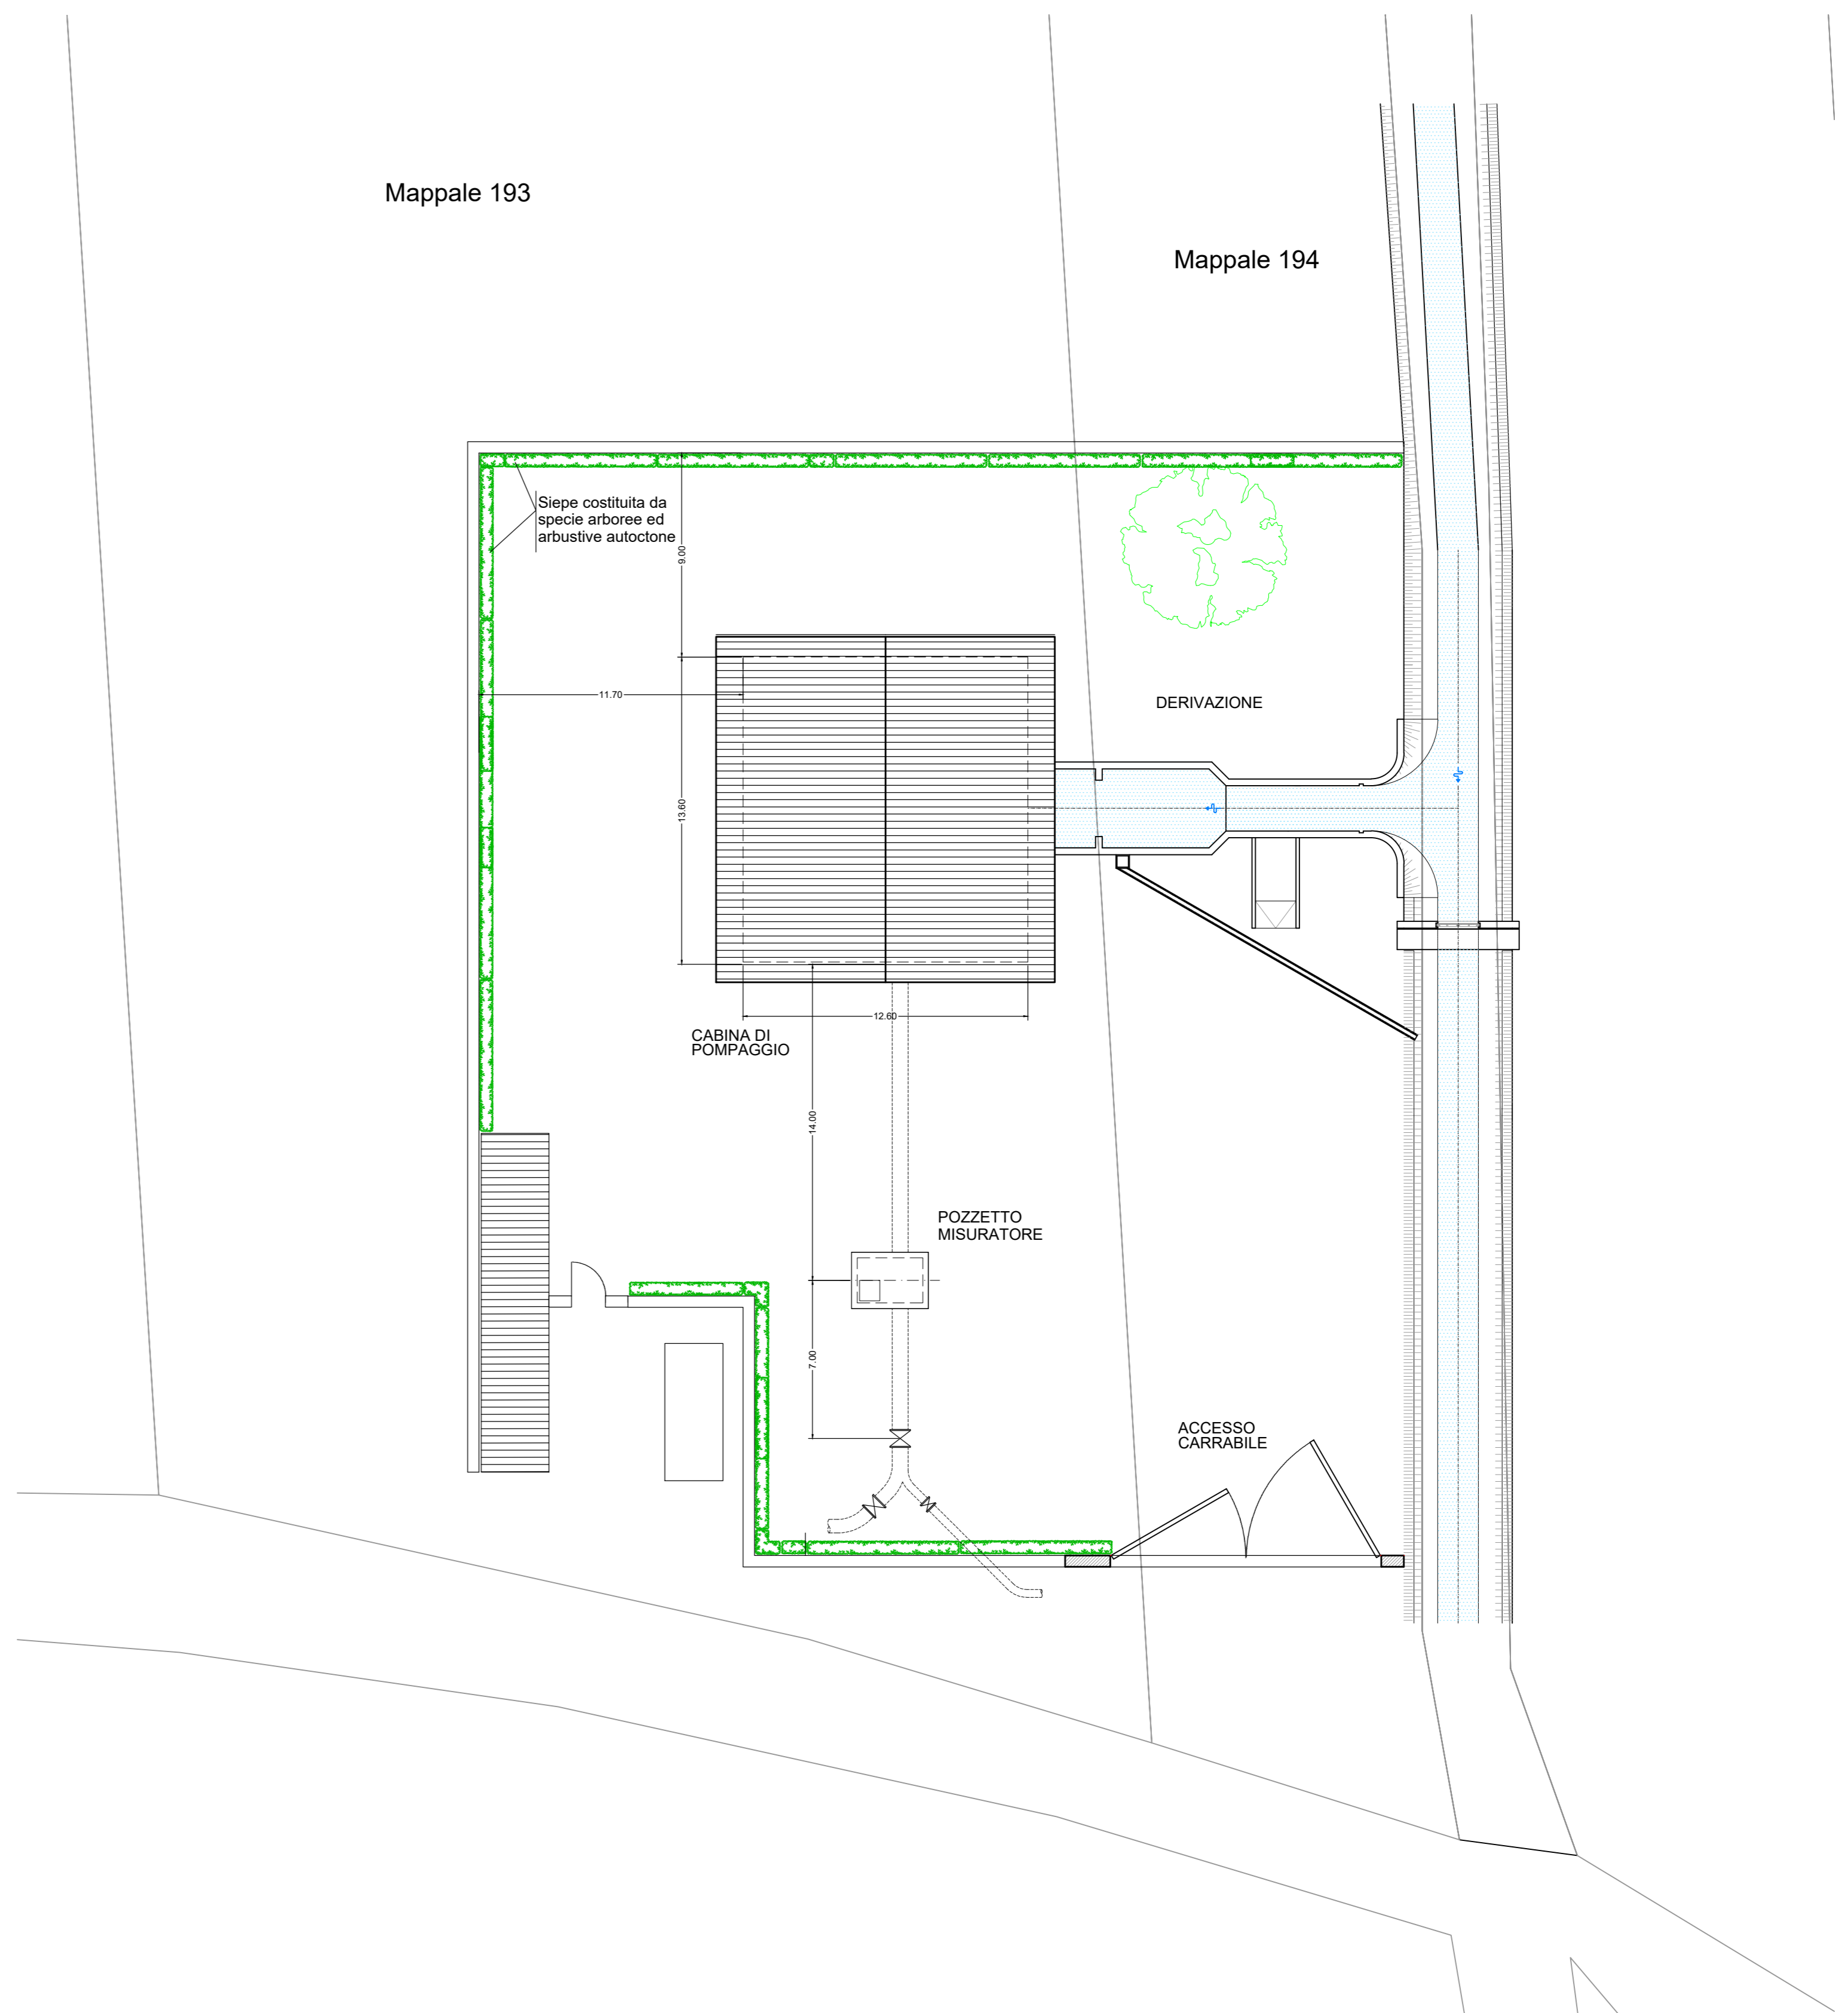 Mappale 193
Mappale 194
Siepe costituita da
specie arboree ed
arbustive autoctone
9.00
11.70
DERIVAZIONE
13.60
12.60
CABINA DI
POMPAGGIO
14.00
POZZETTO
MISURATORE
7.00
ACCESSO
CARRABILE